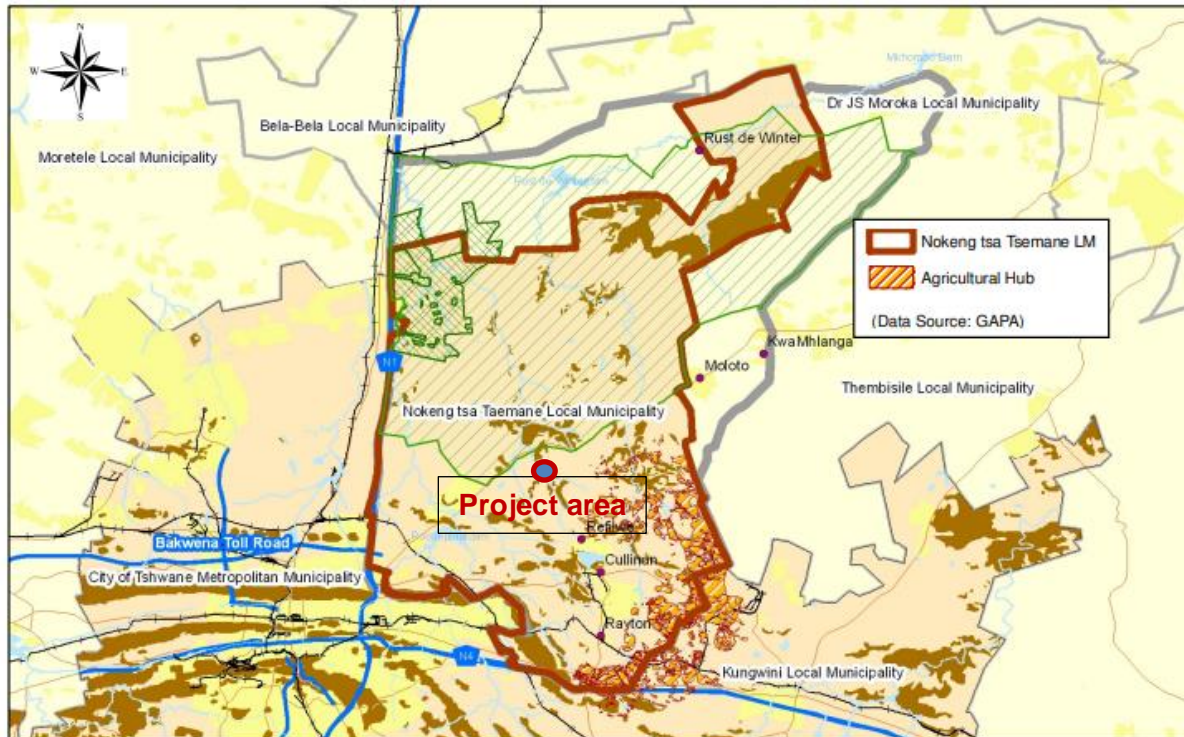 N
W E
S
Mkhombo Dam
Dr JS Moroka Local Municipality
Bela-Bela Local Municipality
Rust de Winter
Moretele Local Municipality
Nokeng tsa Tsemane LM
Agricultural Hub
(Data Source: GAPA)
KwaMhlanga
N1
Moloto
Thembisile Local Municipality
Nokeng tsa Taemane Local Municipality
Project area
Refilwe
Bakwena Toll Road
Cullinan
City of Tshwane Metropolitan Municipality
Rayton
N4
Kungwini Local Municipality